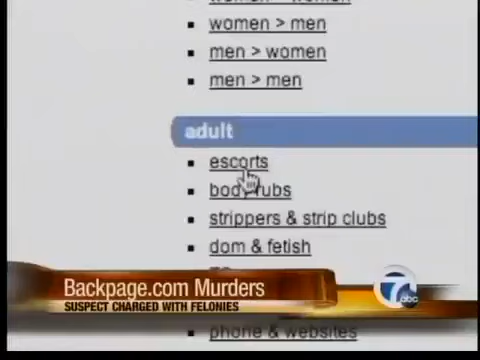 women > men
men > women
men > men
adult
escorts
body rubs
strippers & strip clubs
dom & fetish
Backpage.com Murders
SUSPECT CHARGED WITH FELONIES
7
abc
phone & websites